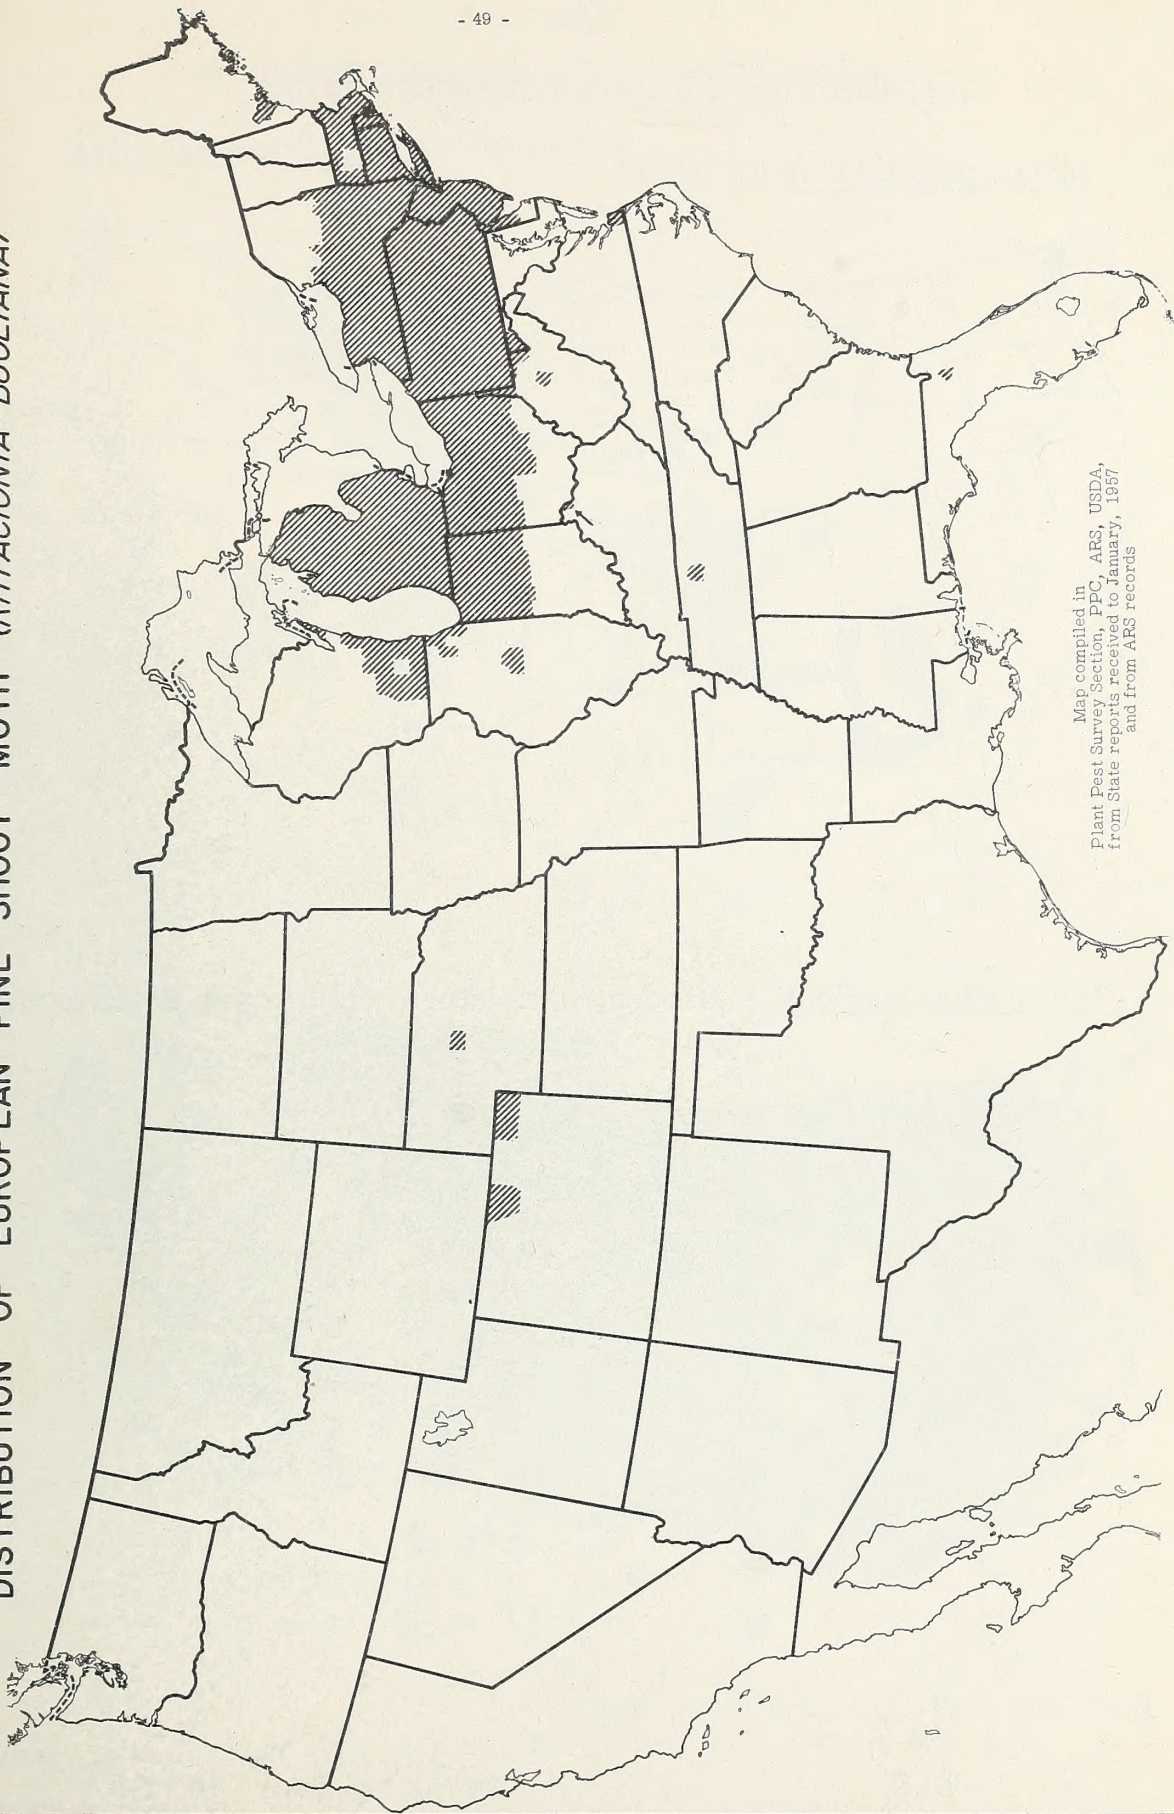 - 49 -
DISTRIBUTION OF EUROPEAN PINE SHOOT MOTH (RHYACIONIA BUOLIANA)
Map compiled in
Plant Pest Survey Section, PPC, ARS, USDA,
from State reports received to January, 1957
and from ARS records